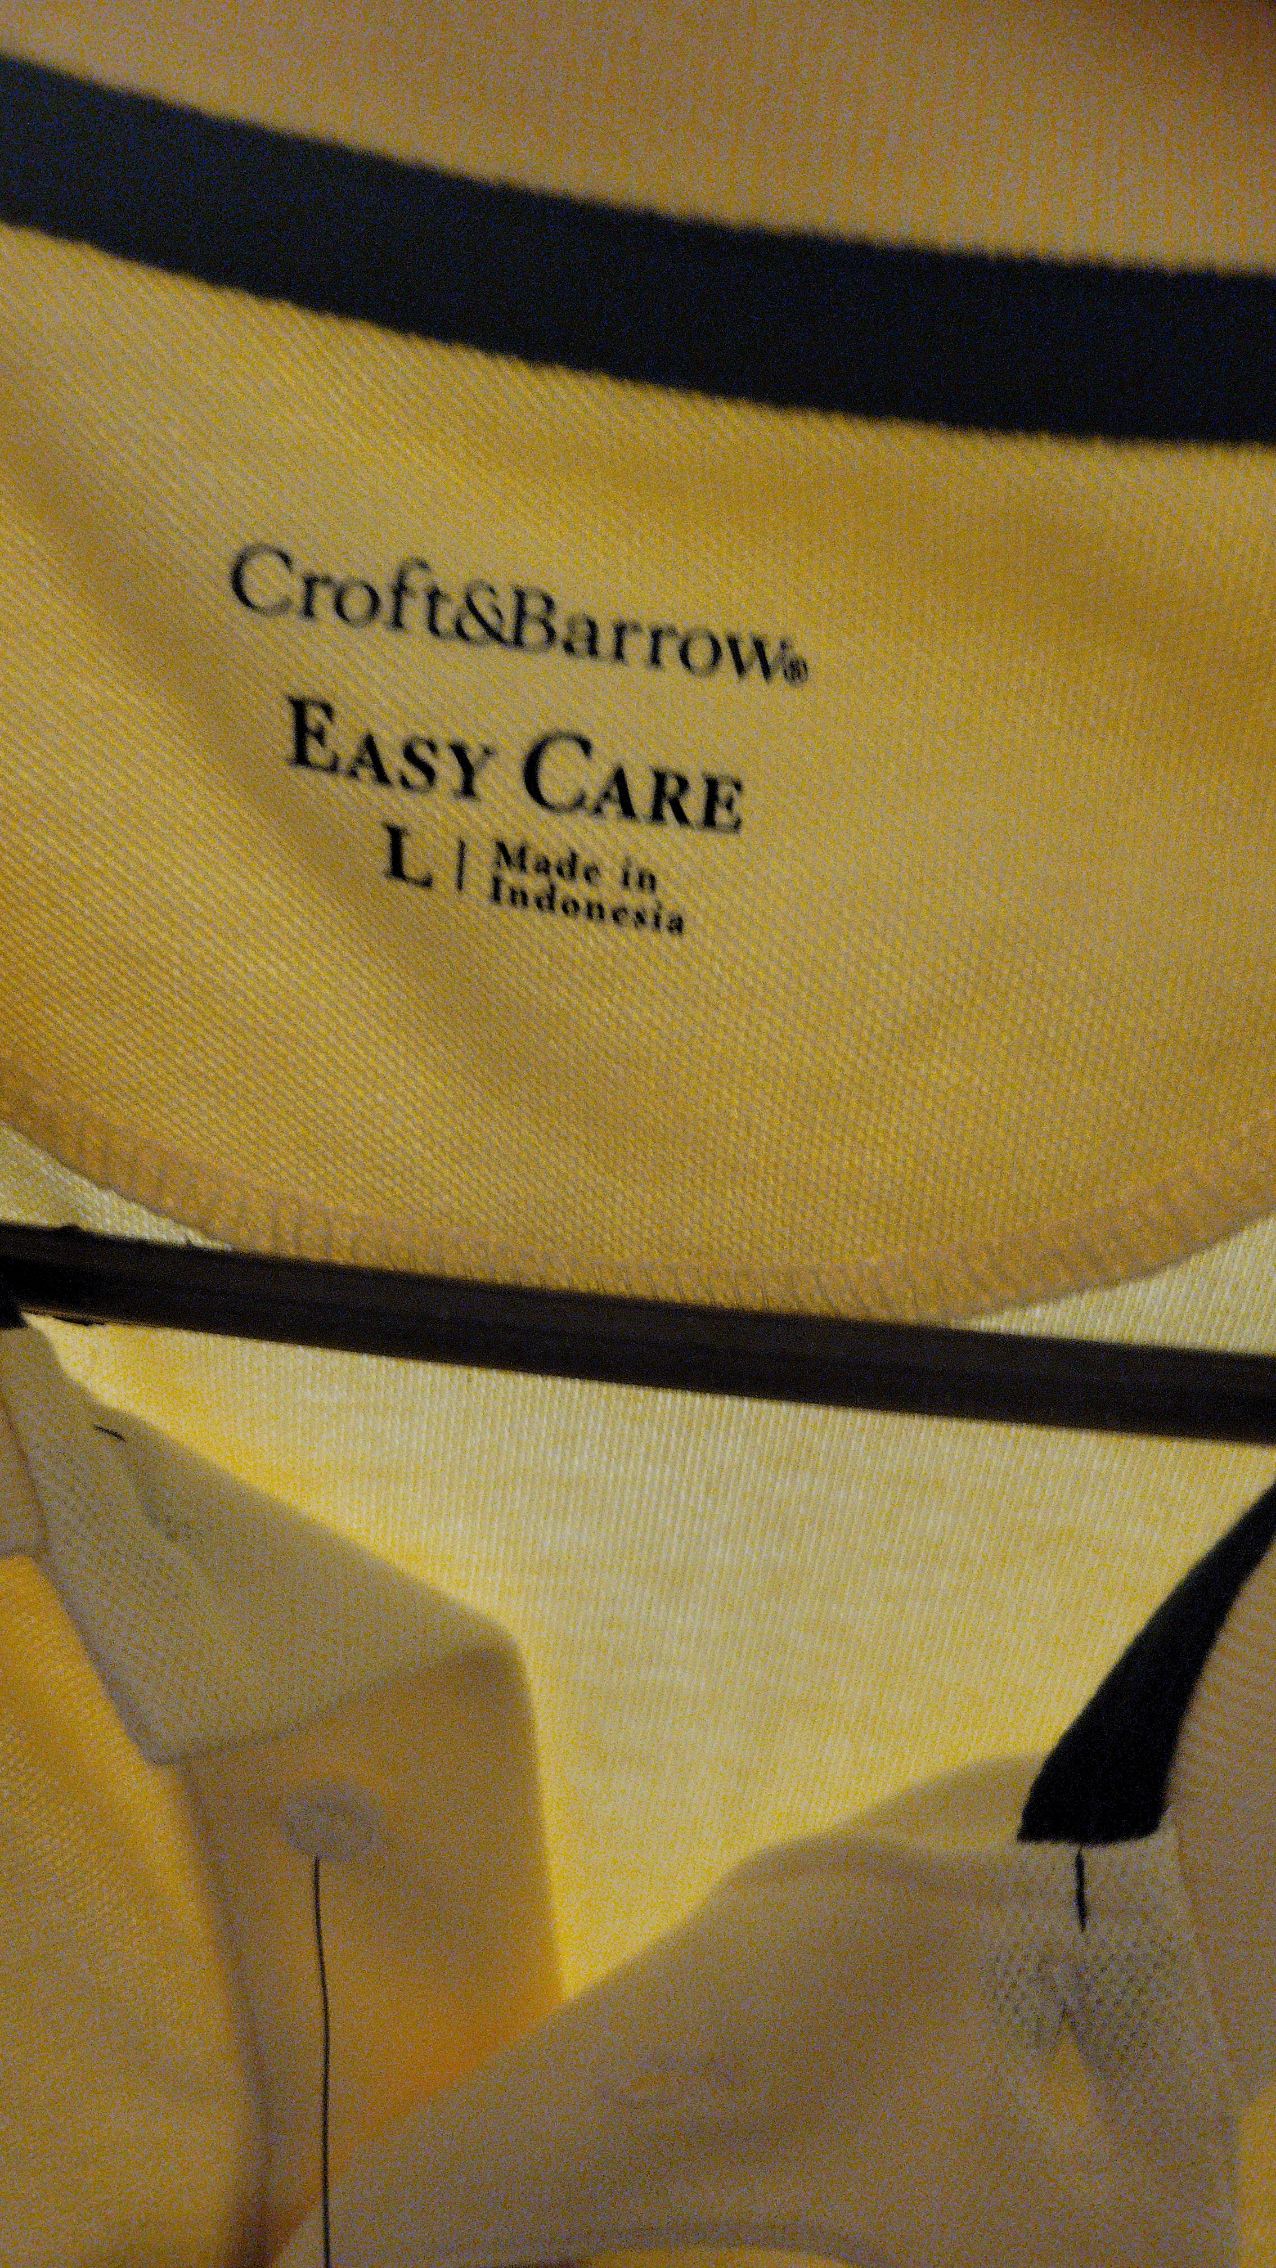 Croft&Barrow®
EASY CARE
L | Made in
Indonesia